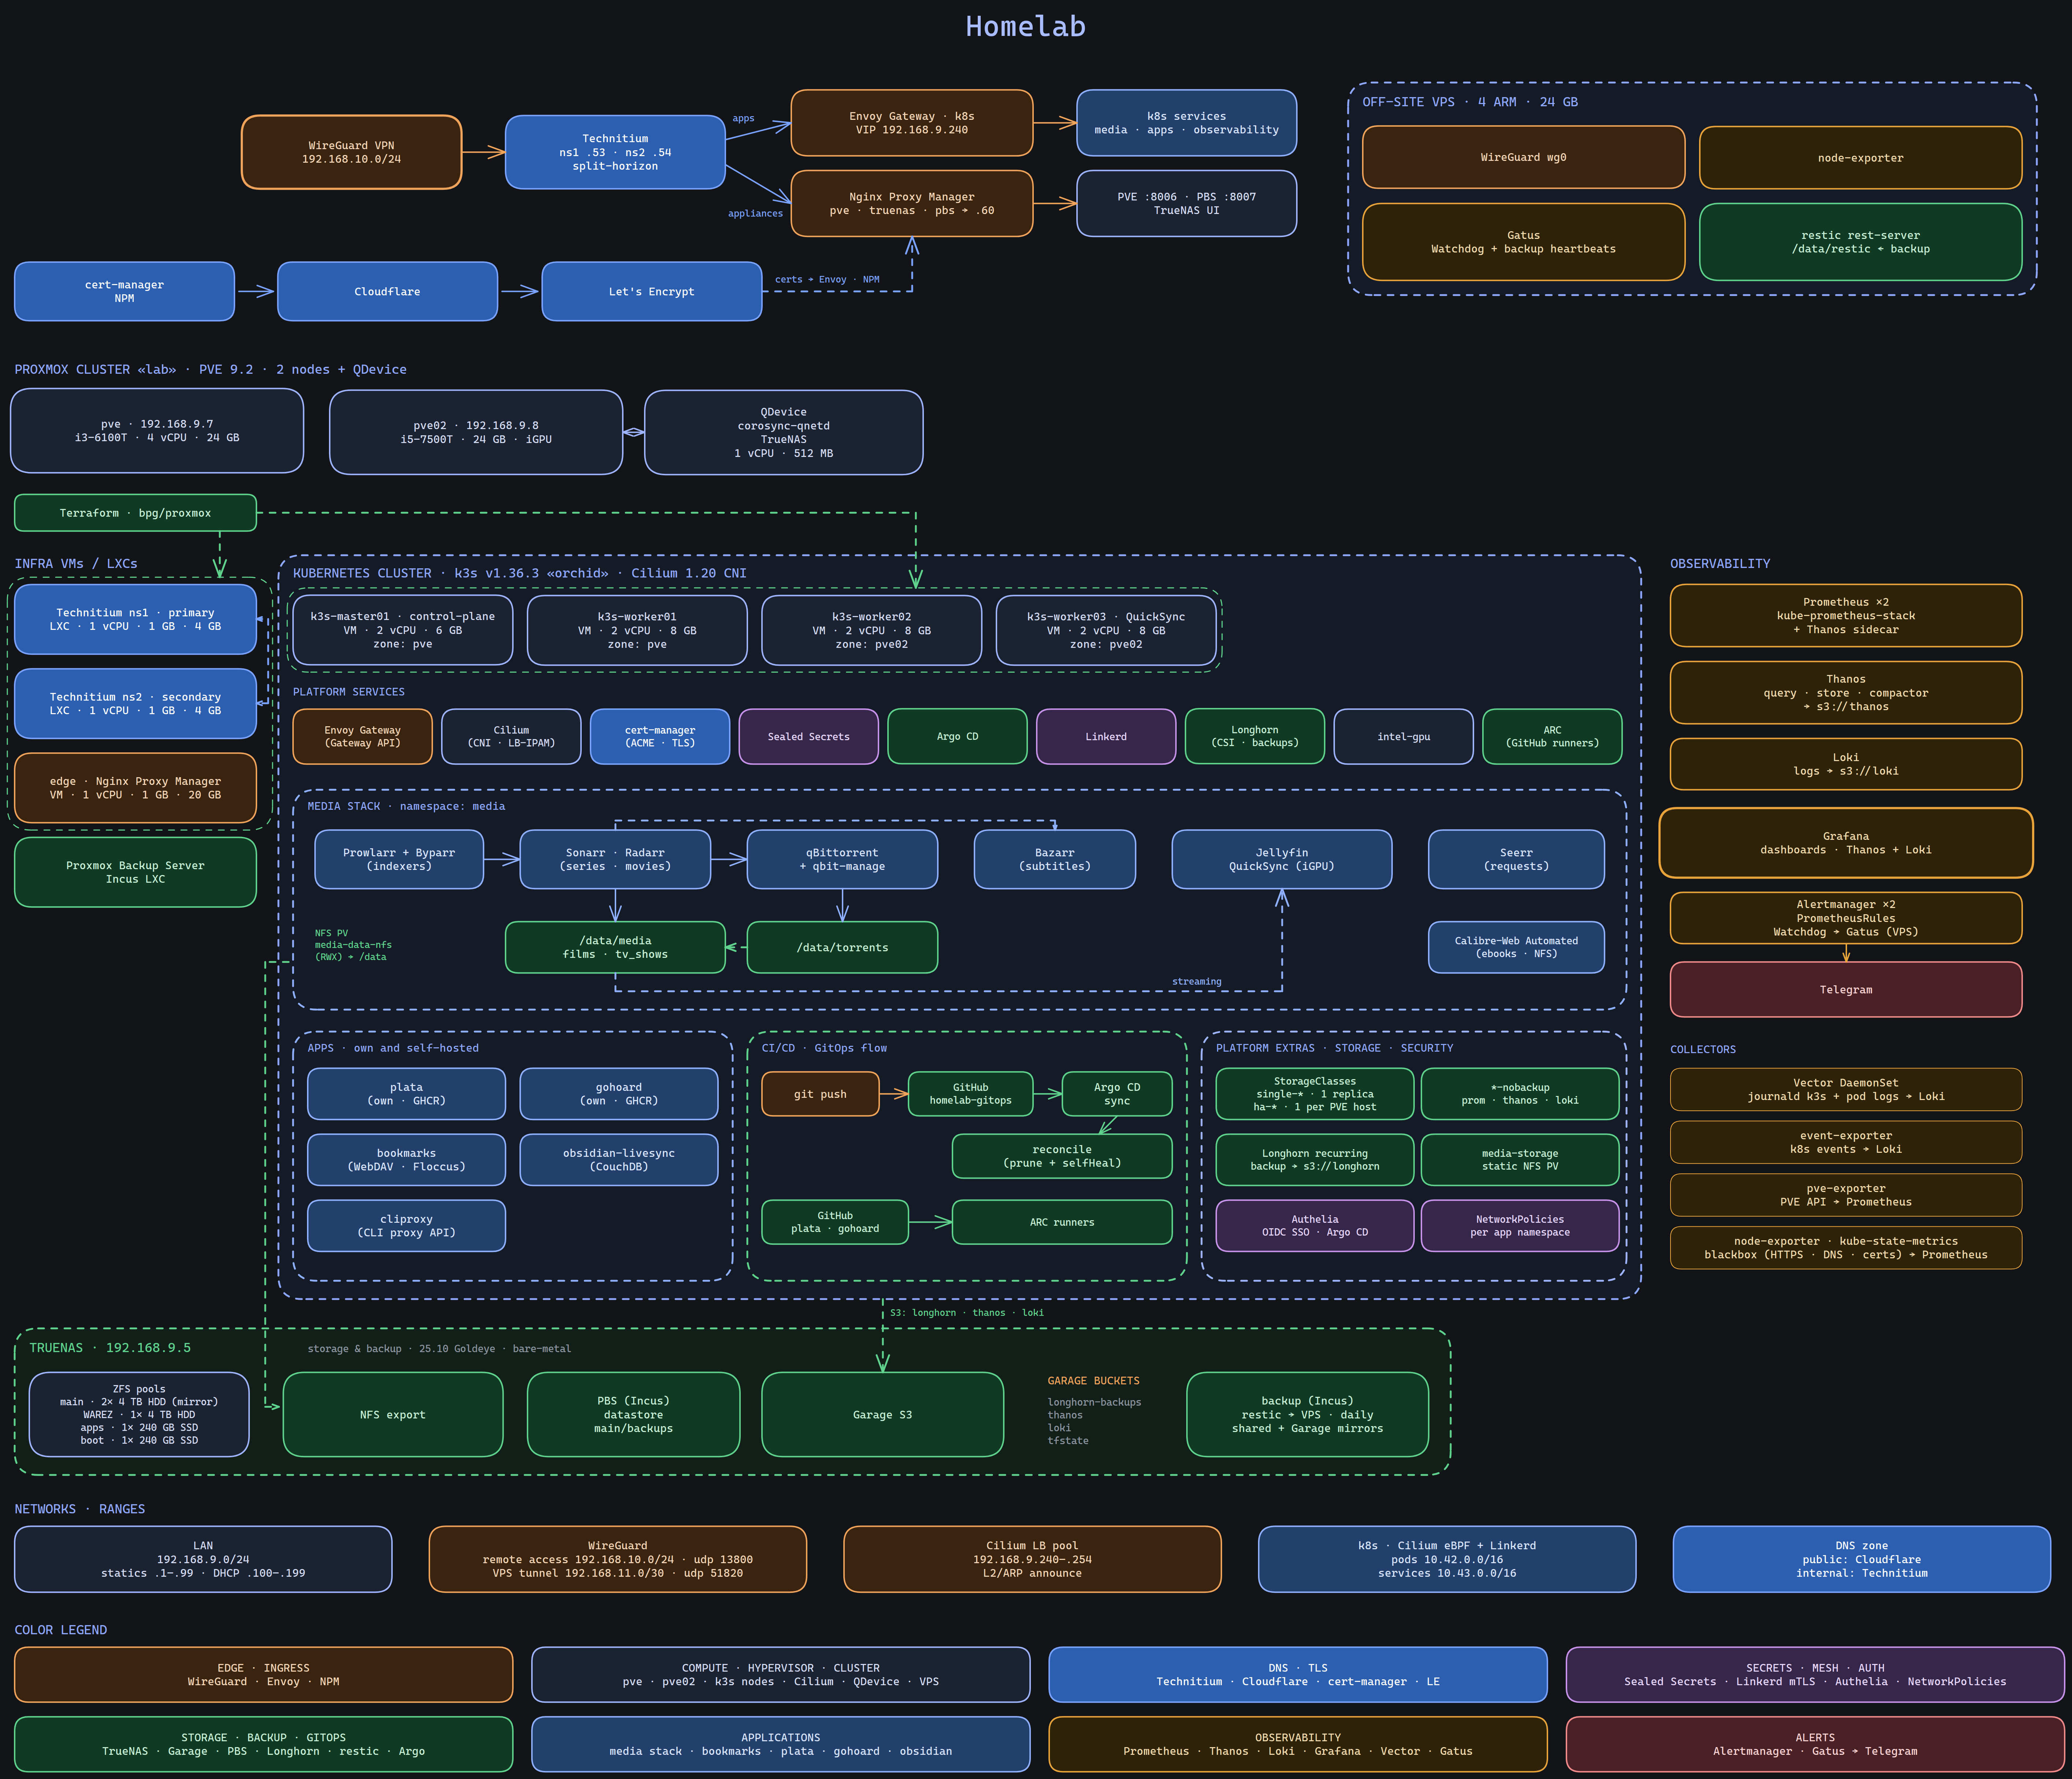 Homelab
WireGuard VPN
192.168.10.0/24
Technitium
ns1 .53 · ns2 .54
split-horizon
apps
appliances
Envoy Gateway · k8s
VIP 192.168.9.240
k8s services
media · apps · observability
Nginx Proxy Manager
pve · truenas · pbs → .60
PVE :8006 · PBS :8007
TrueNAS UI
OFF-SITE VPS · 4 ARM · 24 GB
WireGuard wg0
node-exporter
Gatus
Watchdog + backup heartbeats
restic rest-server
/data/restic ← backup
cert-manager
NPM
Cloudflare
Let's Encrypt
certs → Envoy · NPM
PROXMOX CLUSTER «lab» · PVE 9.2 · 2 nodes + QDevice
pve · 192.168.9.7
i3-6100T · 4 vCPU · 24 GB
pve02 · 192.168.9.8
i5-7500T · 24 GB · iGPU
QDevice
corosync-qnetd
TrueNAS
1 vCPU · 512 MB
Terraform · bpg/proxmox
INFRA VMs / LXCs
Technitium ns1 · primary
LXC · 1 vCPU · 1 GB · 4 GB
Technitium ns2 · secondary
LXC · 1 vCPU · 1 GB · 4 GB
edge · Nginx Proxy Manager
VM · 1 vCPU · 1 GB · 20 GB
Proxmox Backup Server
Incus LXC
KUBERNETES CLUSTER · k3s v1.36.3 «orchid» · Cilium 1.20 CNI
k3s-master01 · control-plane
VM · 2 vCPU · 6 GB
zone: pve
k3s-worker01
VM · 2 vCPU · 8 GB
zone: pve
k3s-worker02
VM · 2 vCPU · 8 GB
zone: pve02
k3s-worker03 · QuickSync
VM · 2 vCPU · 8 GB
zone: pve02
PLATFORM SERVICES
Envoy Gateway
(Gateway API)
Cilium
(CNI · LB-IPAM)
cert-manager
(ACME · TLS)
Sealed Secrets
Argo CD
Linkerd
Longhorn
(CSI · backups)
intel-gpu
ARC
(GitHub runners)
MEDIA STACK · namespace: media
Prowlarr + Byparr
(indexers)
Sonarr · Radarr
(series · movies)
qBittorrent
+ qbit-manage
Bazarr
(subtitles)
Jellyfin
QuickSync (iGPU)
Seerr
(requests)
NFS PV
media-data-nfs
(RWX) → /data
/data/media
films · tv_shows
/data/torrents
Calibre-Web Automated
(ebooks · NFS)
streaming
APPS · own and self-hosted
plata
(own · GHCR)
gohoard
(own · GHCR)
bookmarks
(WebDAV · Floccus)
obsidian-livesync
(CouchDB)
cliproxy
(CLI proxy API)
CI/CD · GitOps flow
git push
GitHub
homelab-gitops
Argo CD
sync
reconcile
(prune + selfHeal)
GitHub
plata · gohoard
ARC runners
PLATFORM EXTRAS · STORAGE · SECURITY
StorageClasses
single-* · 1 replica
ha-* · 1 per PVE host
*-nobackup
prom · thanos · loki
Longhorn recurring
backup → s3://longhorn
media-storage
static NFS PV
Authelia
OIDC SSO · Argo CD
NetworkPolicies
per app namespace
OBSERVABILITY
Prometheus ×2
kube-prometheus-stack
+ Thanos sidecar
Thanos
query · store · compactor
→ s3://thanos
Loki
logs → s3://loki
Grafana
dashboards · Thanos + Loki
Alertmanager ×2
PrometheusRules
Watchdog → Gatus (VPS)
Telegram
COLLECTORS
Vector DaemonSet
journald k3s + pod logs → Loki
event-exporter
k8s events → Loki
pve-exporter
PVE API → Prometheus
node-exporter · kube-state-metrics
blackbox (HTTPS · DNS · certs) → Prometheus
S3: longhorn · thanos · loki
TRUENAS · 192.168.9.5
storage & backup · 25.10 Goldeye · bare-metal
ZFS pools
main · 2× 4 TB HDD (mirror)
WAREZ · 1× 4 TB HDD
apps · 1× 240 GB SSD
boot · 1× 240 GB SSD
NFS export
PBS (Incus)
datastore
main/backups
Garage S3
GARAGE BUCKETS
longhorn-backups
thanos
loki
tfstate
backup (Incus)
restic → VPS · daily
shared + Garage mirrors
NETWORKS · RANGES
LAN
192.168.9.0/24
statics .1-.99 · DHCP .100-.199
WireGuard
remote access 192.168.10.0/24 · udp 13800
VPS tunnel 192.168.11.0/30 · udp 51820
Cilium LB pool
192.168.9.240-.254
L2/ARP announce
k8s · Cilium eBPF + Linkerd
pods 10.42.0.0/16
services 10.43.0.0/16
DNS zone
public: Cloudflare
internal: Technitium
COLOR LEGEND
EDGE · INGRESS
WireGuard · Envoy · NPM
COMPUTE · HYPERVISOR · CLUSTER
pve · pve02 · k3s nodes · Cilium · QDevice · VPS
DNS · TLS
Technitium · Cloudflare · cert-manager · LE
SECRETS · MESH · AUTH
Sealed Secrets · Linkerd mTLS · Authelia · NetworkPolicies
STORAGE · BACKUP · GITOPS
TrueNAS · Garage · PBS · Longhorn · restic · Argo
APPLICATIONS
media stack · bookmarks · plata · gohoard · obsidian
OBSERVABILITY
Prometheus · Thanos · Loki · Grafana · Vector · Gatus
ALERTS
Alertmanager · Gatus → Telegram